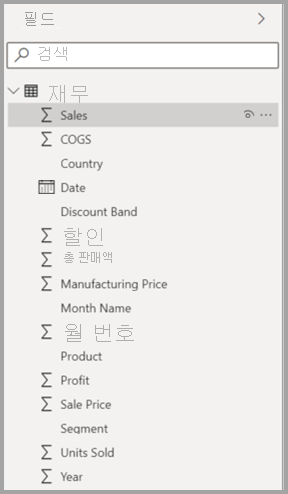 필드
검색
재무
Sales
COGS
Country
Date
Discount Band
할인
총 판매액
Manufacturing Price
Month Name
월 번호
Product
Profit
Sale Price
Segment
Units Sold
Year